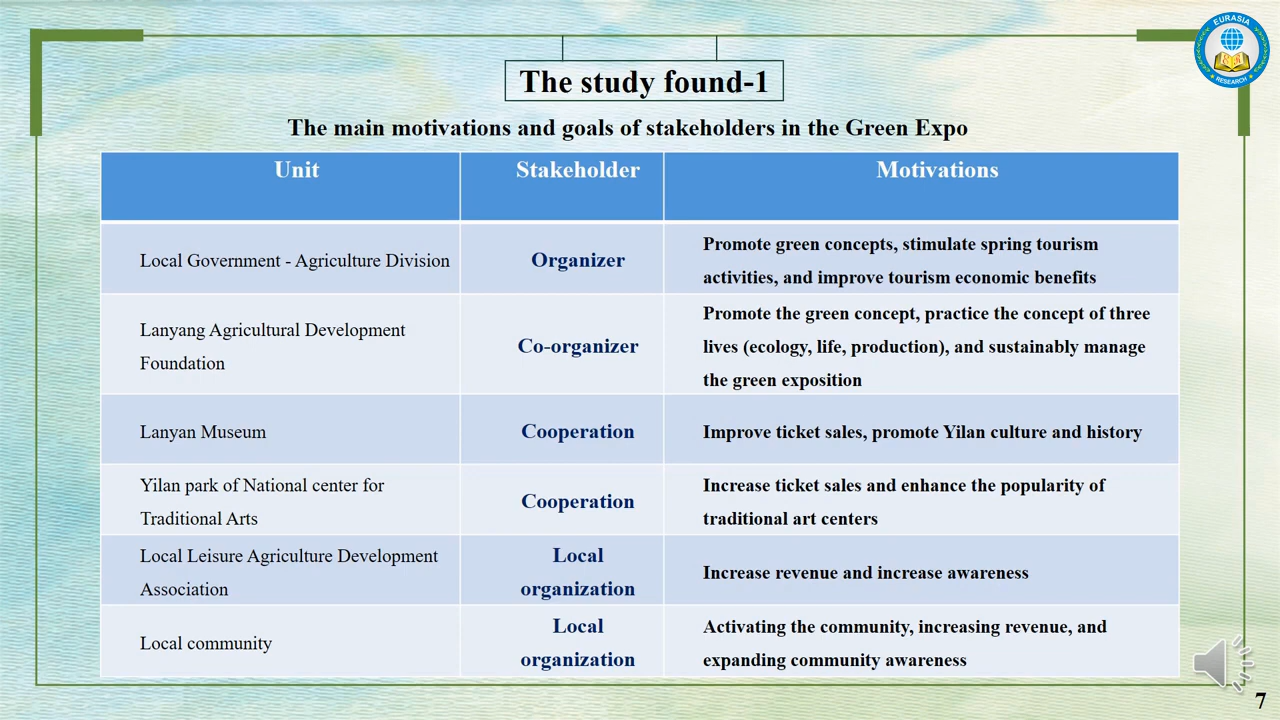 EURASIA
RESEARCH
The study found-1
The main motivations and goals of stakeholders in the Green Expo
Unit
Stakeholder
Motivations
Local Government - Agriculture Division
Organizer
Promote green concepts, stimulate spring tourism
activities, and improve tourism economic benefits
Lanyang Agricultural Development
Foundation
Co-organizer
Promote the green concept, practice the concept of three
lives (ecology, life, production), and sustainably manage
the green exposition
Lanyan Museum
Cooperation
Improve ticket sales, promote Yilan culture and history
Yilan park of National center for
Traditional Arts
Cooperation
Increase ticket sales and enhance the popularity of
traditional art centers
Local Leisure Agriculture Development
Association
Local
organization
Increase revenue and increase awareness
Local community
Local
organization
Activating the community, increasing revenue, and
expanding community awareness
7